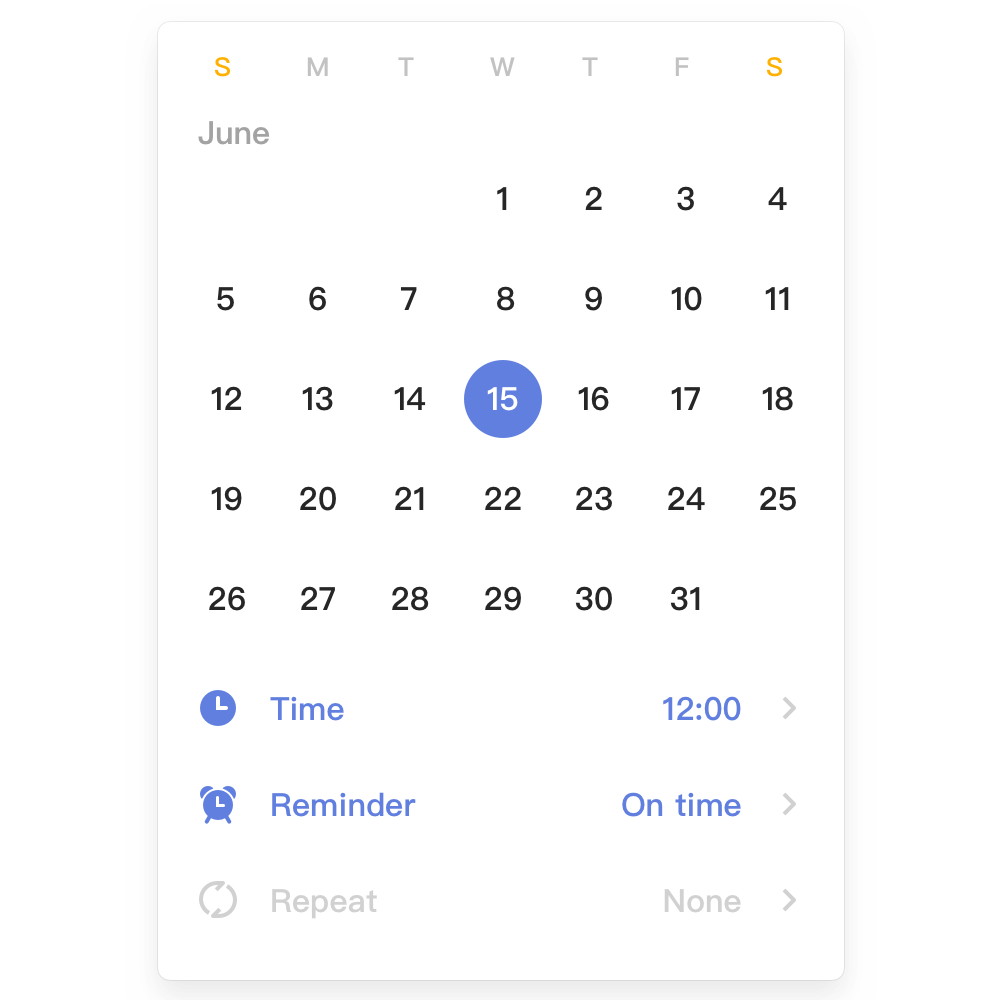 S M T W T F S
June
1 2 3 4
5 6 7 8 9 10 11
12 13 14 15 16 17 18
19 20 21 22 23 24 25
26 27 28 29 30 31
Time 12:00
Reminder On time
Repeat None